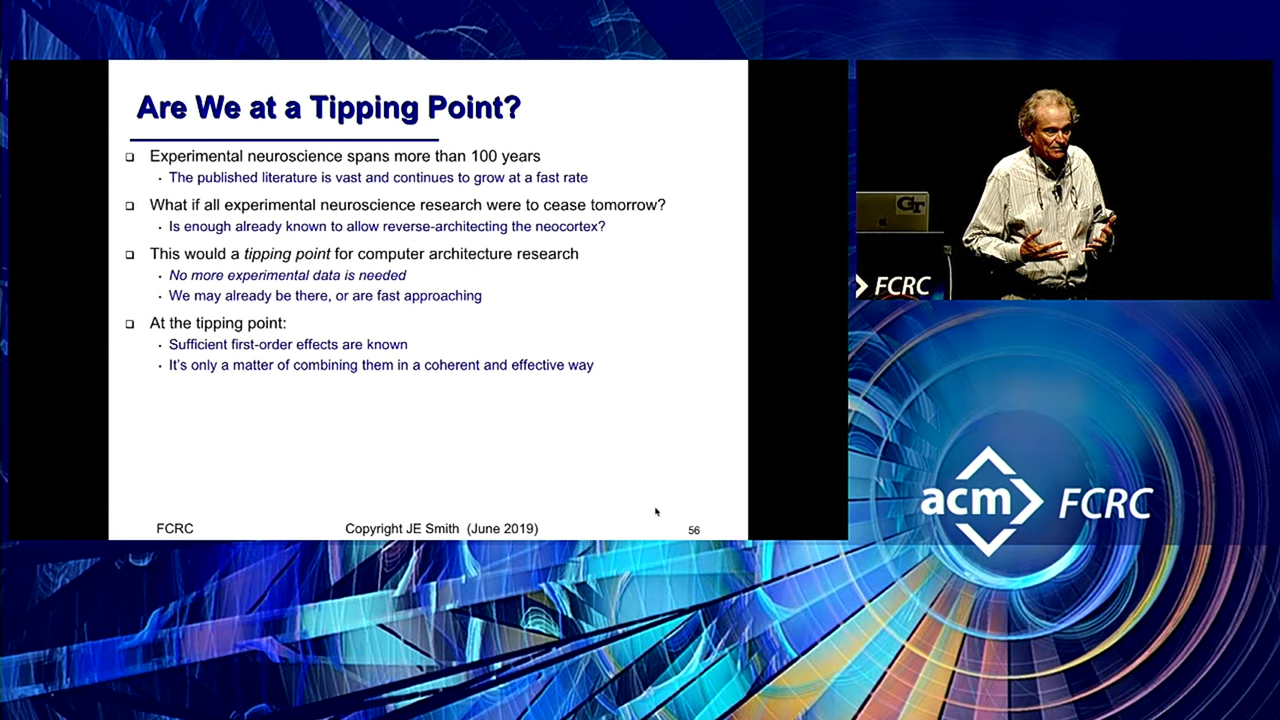 Are We at a Tipping Point?
❑ Experimental neuroscience spans more than 100 years
• The published literature is vast and continues to grow at a fast rate
❑ What if all experimental neuroscience research were to cease tomorrow?
• Is enough already known to allow reverse-architecting the neocortex?
❑ This would a tipping point for computer architecture research
• No more experimental data is needed
• We may already be there, or are fast approaching
❑ At the tipping point:
• Sufficient first-order effects are known
• It's only a matter of combining them in a coherent and effective way
FCRC Copyright JE Smith (June 2019) 56
GT
FCRC
acm FCRC